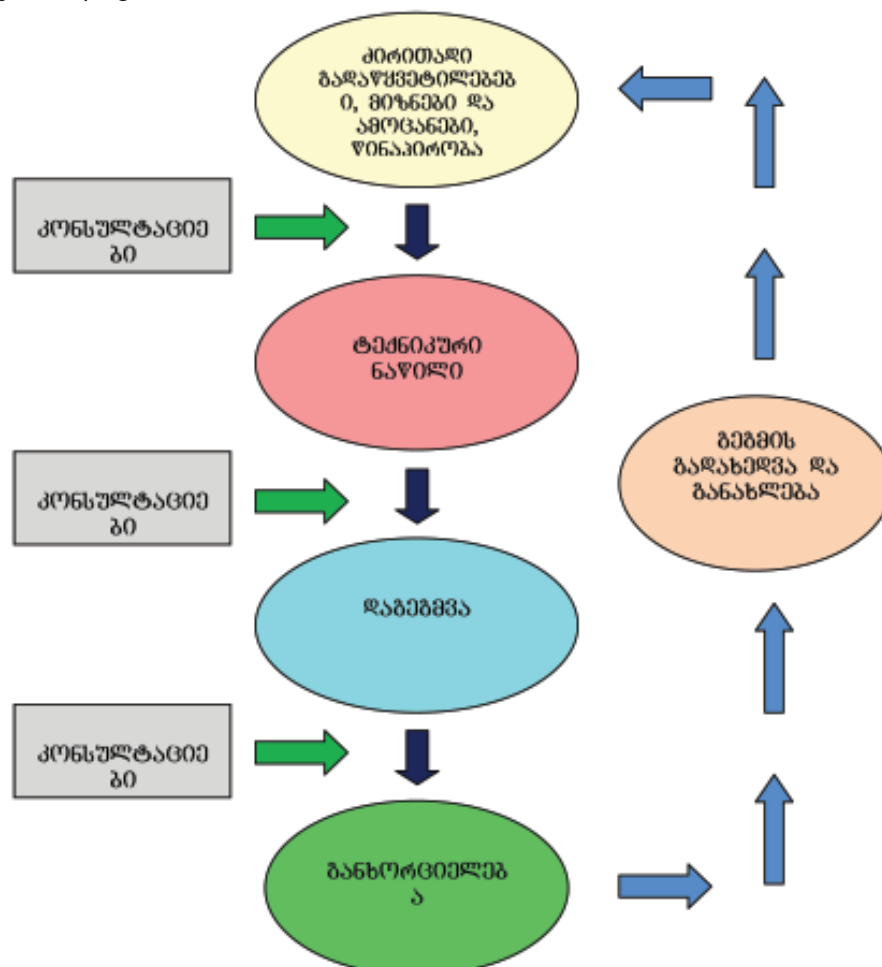 ძირითადი
გადაწყვეტილებებ
ი, მიზნები და
ამოცანები,
წინაპირობა
კონსულტაციე
ბი
ტექნიკური
ნაწილი
კონსულტაციე
ბი
გეგმის
გადახედვა და
განახლება
დაგეგმვა
კონსულტაციე
ბი
განხორციელებ
ა